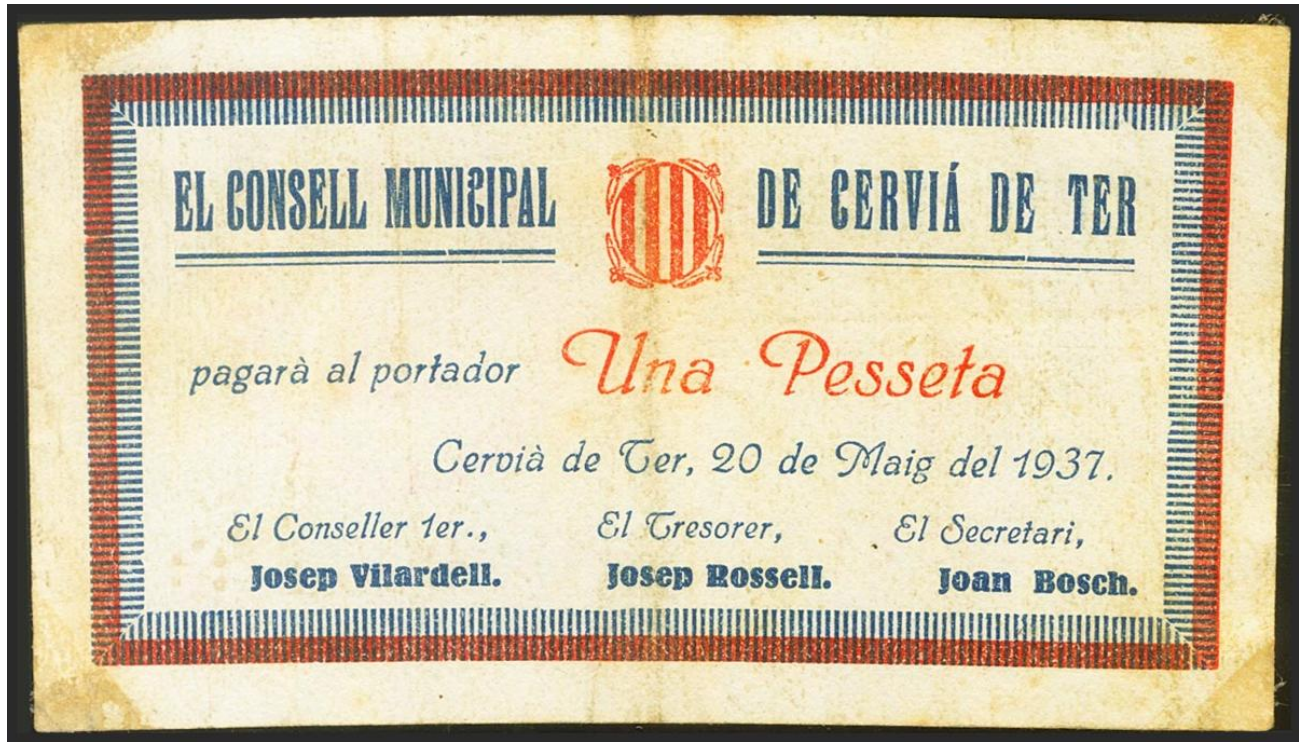 EL CONSELL MUNICIPAL DE CERVIÁ DE TER
pagarà al portador Una Pesseta
Cervià de Ter, 20 de Maig del 1937.
El Conseller 1er., El Tresorer, El Secretari,
Josep Vilardell. Josep Rossell. Joan Bosch.